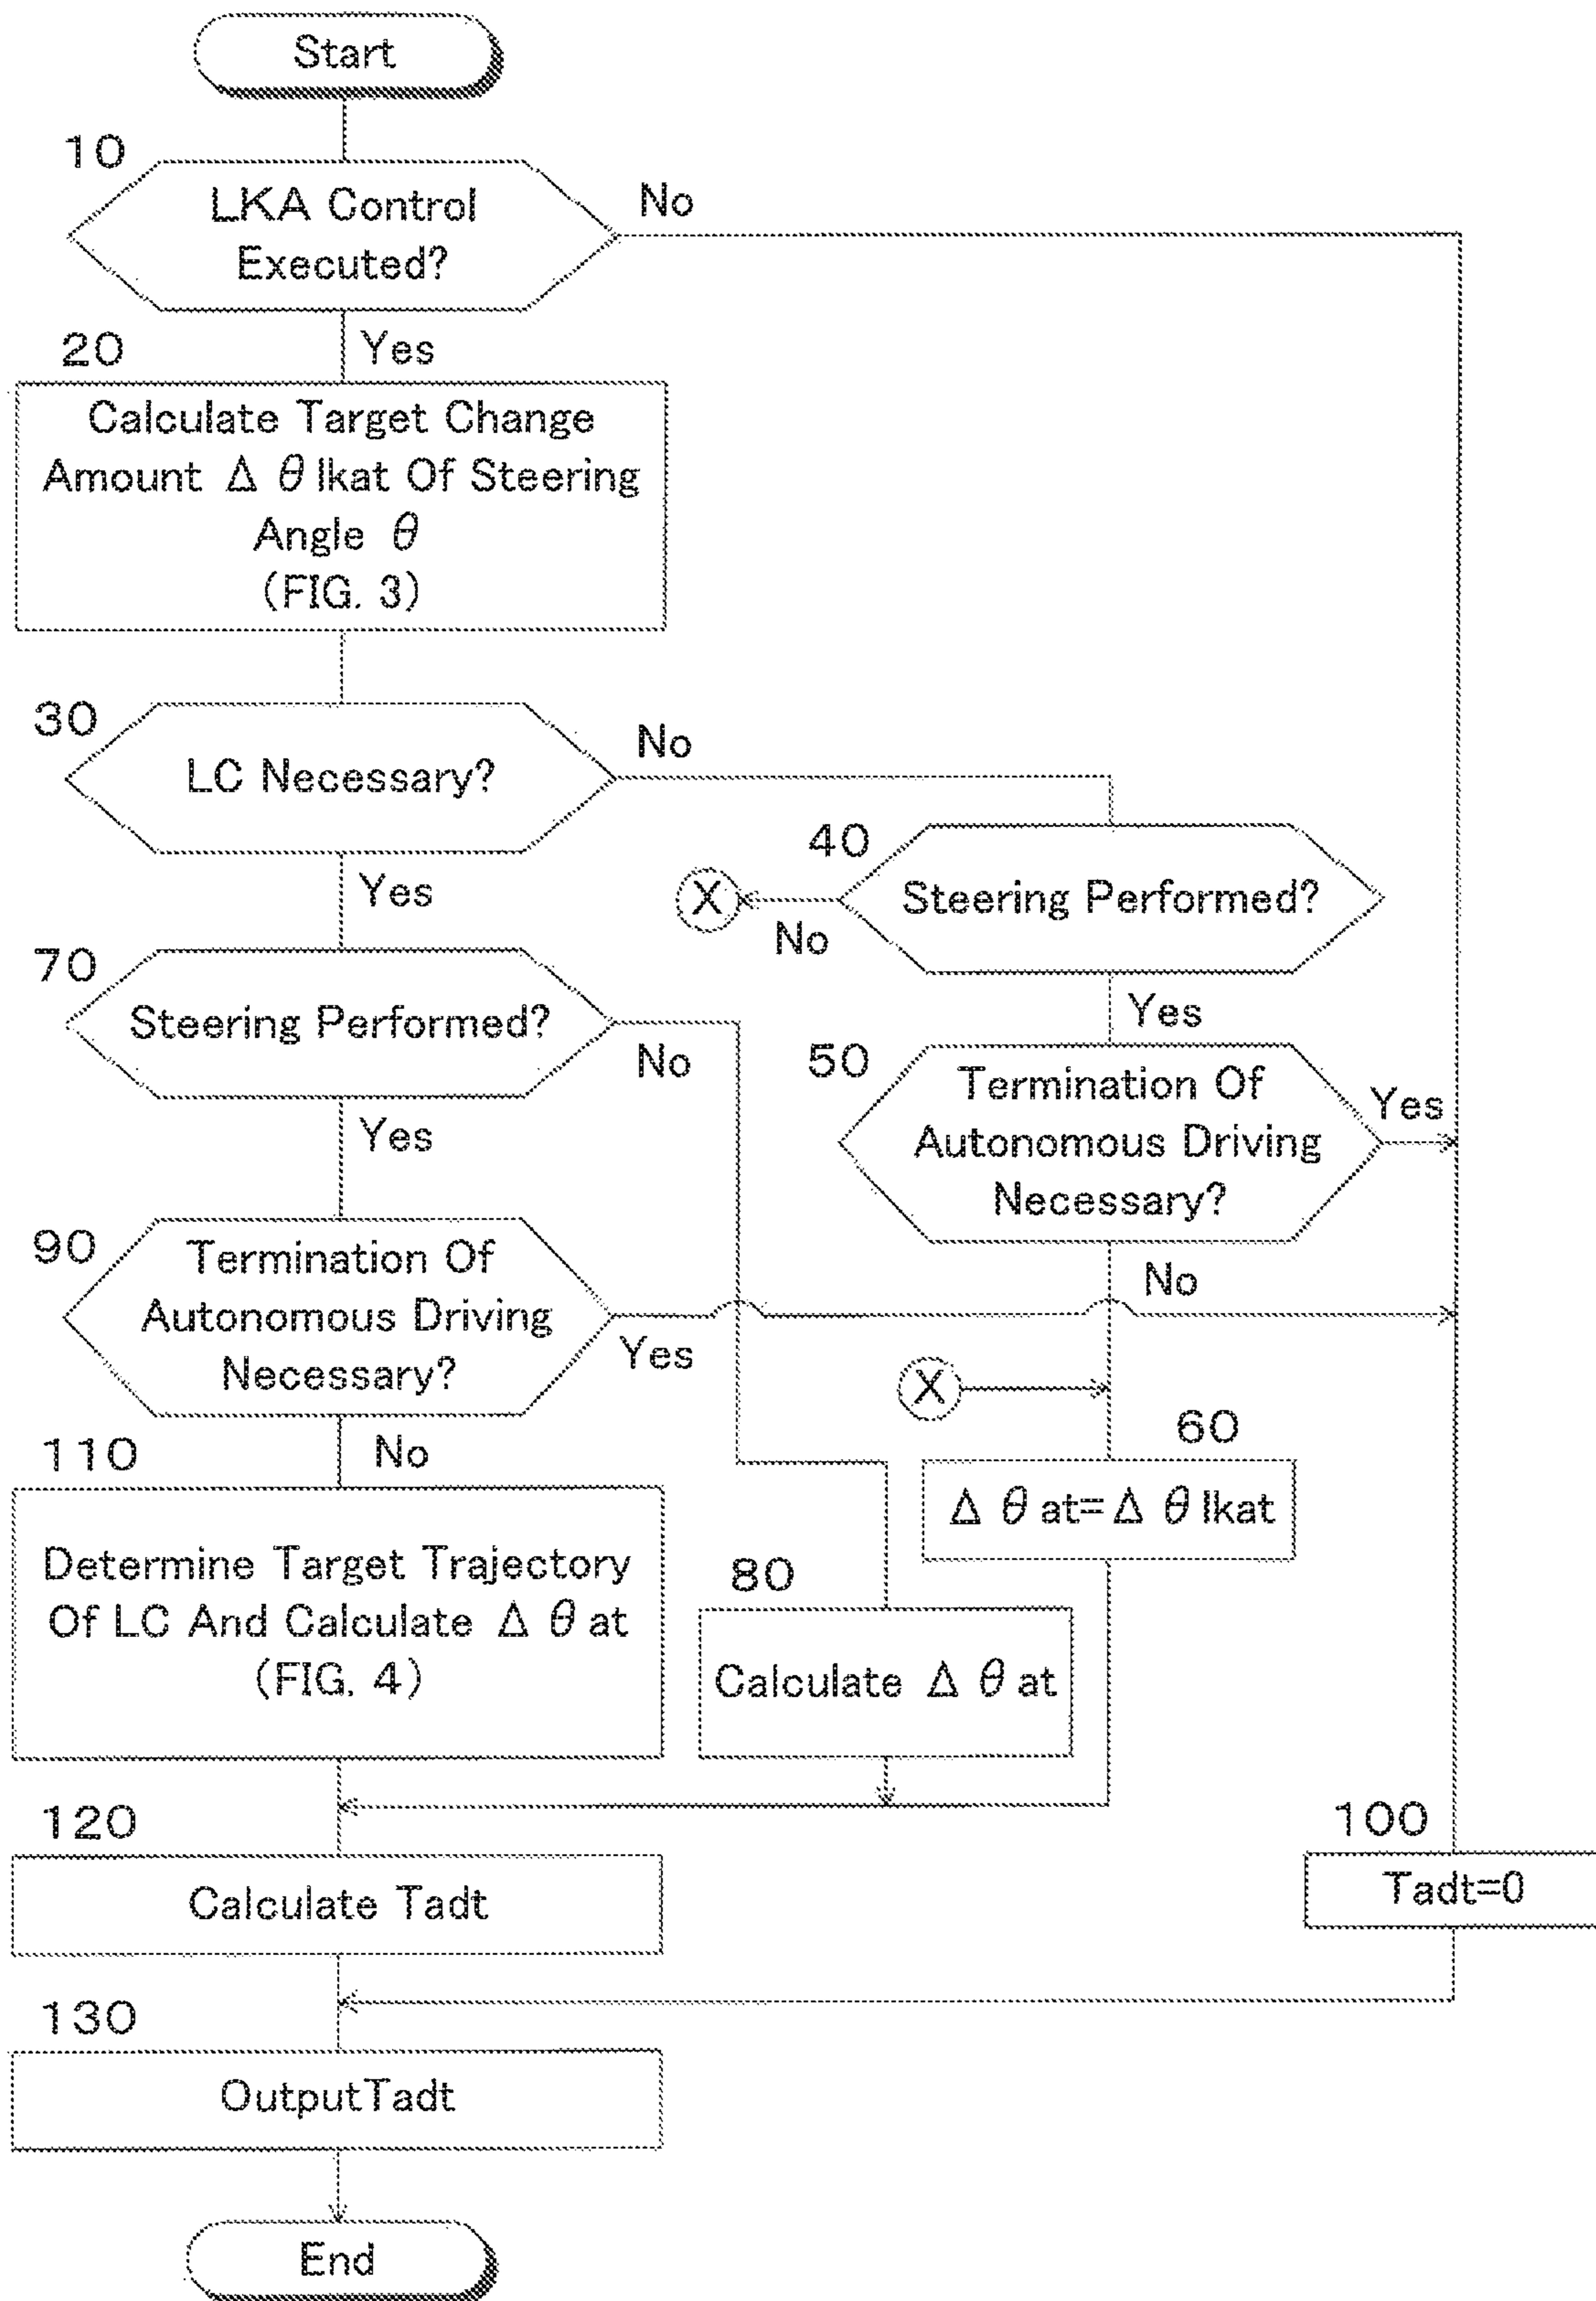 Start
10
LKA Control
Executed?
No
Yes
20
Calculate Target Change
Amount Δ θ lkat Of Steering
Angle θ
(FIG. 3)
30
LC Necessary?
No
Yes
40
Steering Performed?
X
No
Yes
70
Steering Performed?
No
Yes
50
Termination Of
Autonomous Driving
Necessary?
Yes
No
90
Termination Of
Autonomous Driving
Necessary?
Yes
No
X
60
Δ θ at=Δ θ lkat
110
Determine Target Trajectory
Of LC And Calculate Δ θ at
(FIG. 4)
80
Calculate Δ θ at
120
Calculate Tadt
100
Tadt=0
130
OutputTadt
End